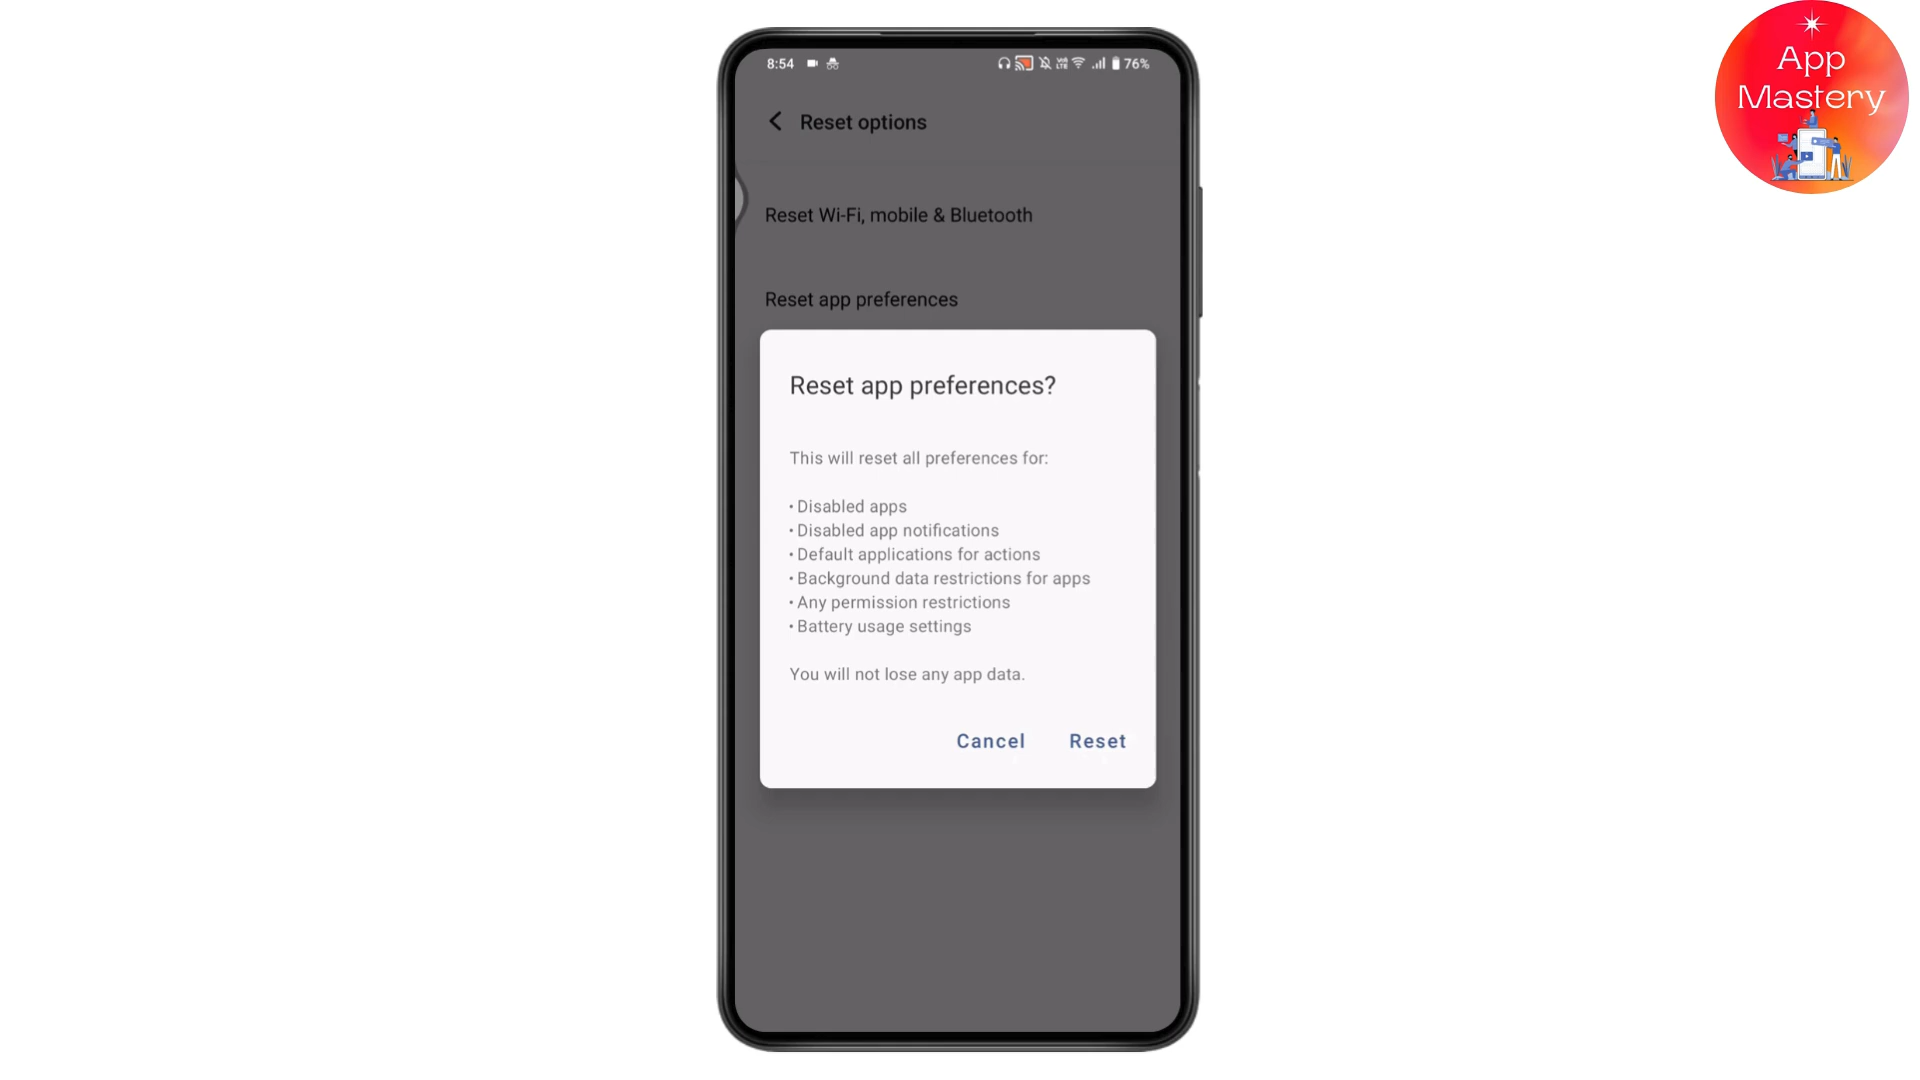 8:54
76%
Reset options
Reset Wi-Fi, mobile & Bluetooth
Reset app preferences
Reset app preferences?
This will reset all preferences for:
• Disabled apps
• Disabled app notifications
• Default applications for actions
• Background data restrictions for apps
• Any permission restrictions
• Battery usage settings
You will not lose any app data.
Cancel
Reset
App
Mastery